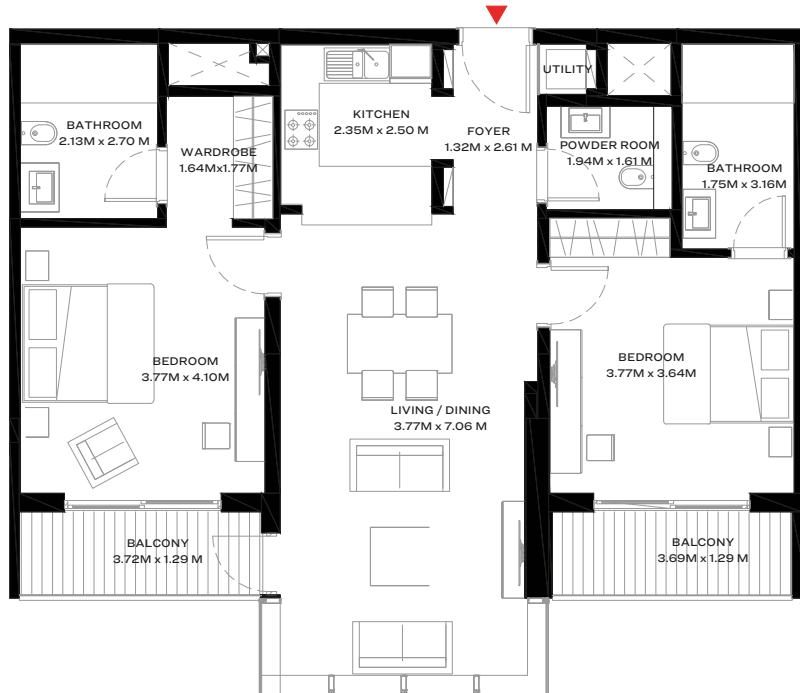 UTILITY
KITCHEN
2.35M x 2.50 M
BATHROOM
2.13M x 2.70 M
FOYER
1.32M x 2.61 M
POWDER ROOM
1.94M x 1.61 M
WARDROBE
1.64Mx1.77M
BATHROOM
1.75M x 3.16M
BEDROOM
3.77M x 4.10M
BEDROOM
3.77M x 3.64M
LIVING / DINING
3.77M x 7.06 M
BALCONY
3.72M x 1.29 M
BALCONY
3.69M x 1.29 M